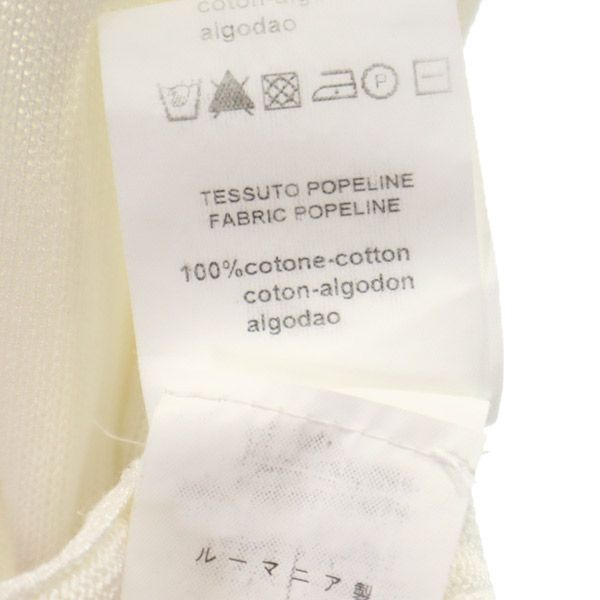 coton-algodon
algodao
P
TESSUTO POPELINE
FABRIC POPELINE
100%cotone-cotton
coton-algodon
algodao
ルーマニア製